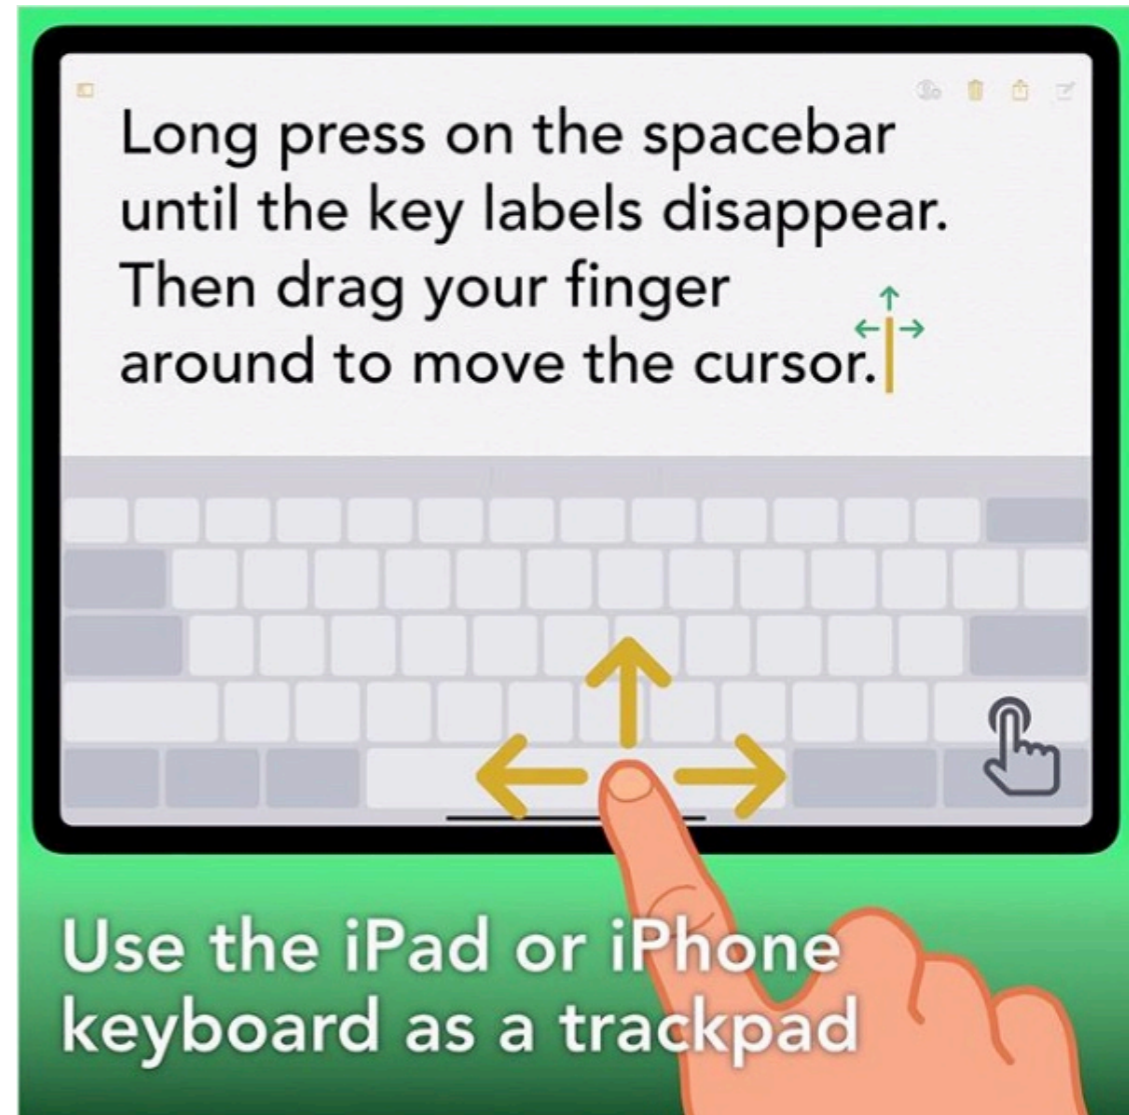 Long press on the spacebar
until the key labels disappear.
Then drag your finger
around to move the cursor.
Use the iPad or iPhone
keyboard as a trackpad